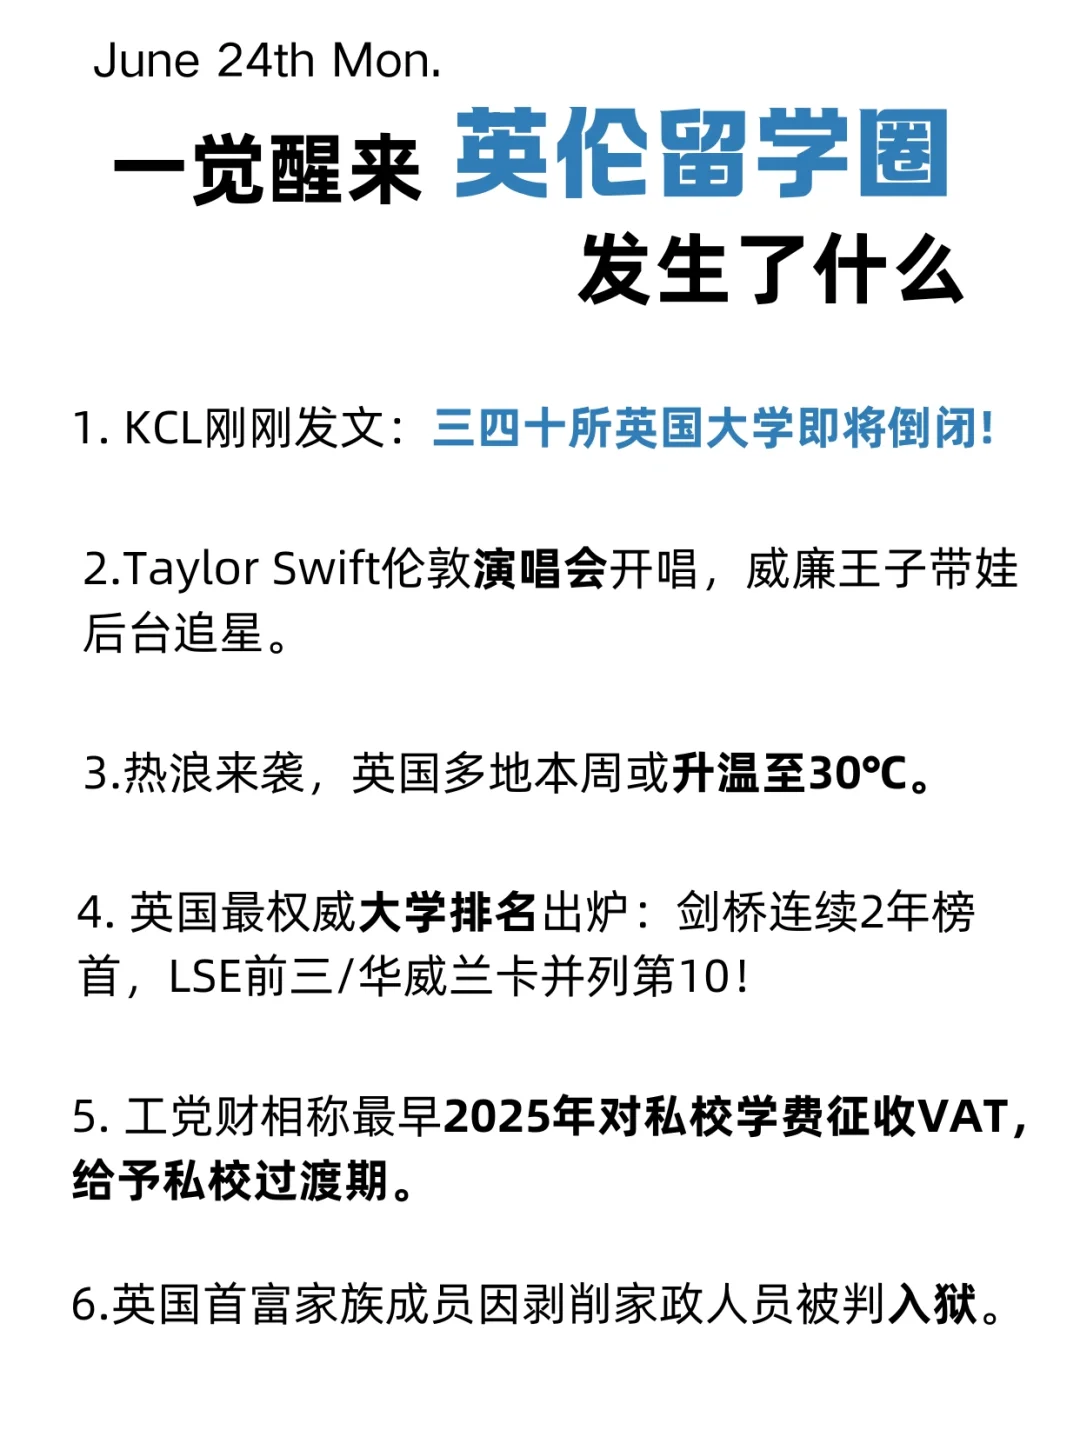 June 24th Mon.
一觉醒来 英伦留学圈
发生了什么
1. KCL刚刚发文：三四十所英国大学即将倒闭!
2.Taylor Swift伦敦演唱会开唱，威廉王子带娃
后台追星。
3.热浪来袭，英国多地本周或升温至30℃。
4. 英国最权威大学排名出炉：剑桥连续2年榜
首，LSE前三/华威兰卡并列第10！
5. 工党财相称最早2025年对私校学费征收VAT，
给予私校过渡期。
6.英国首富家族成员因剥削家政人员被判入狱。